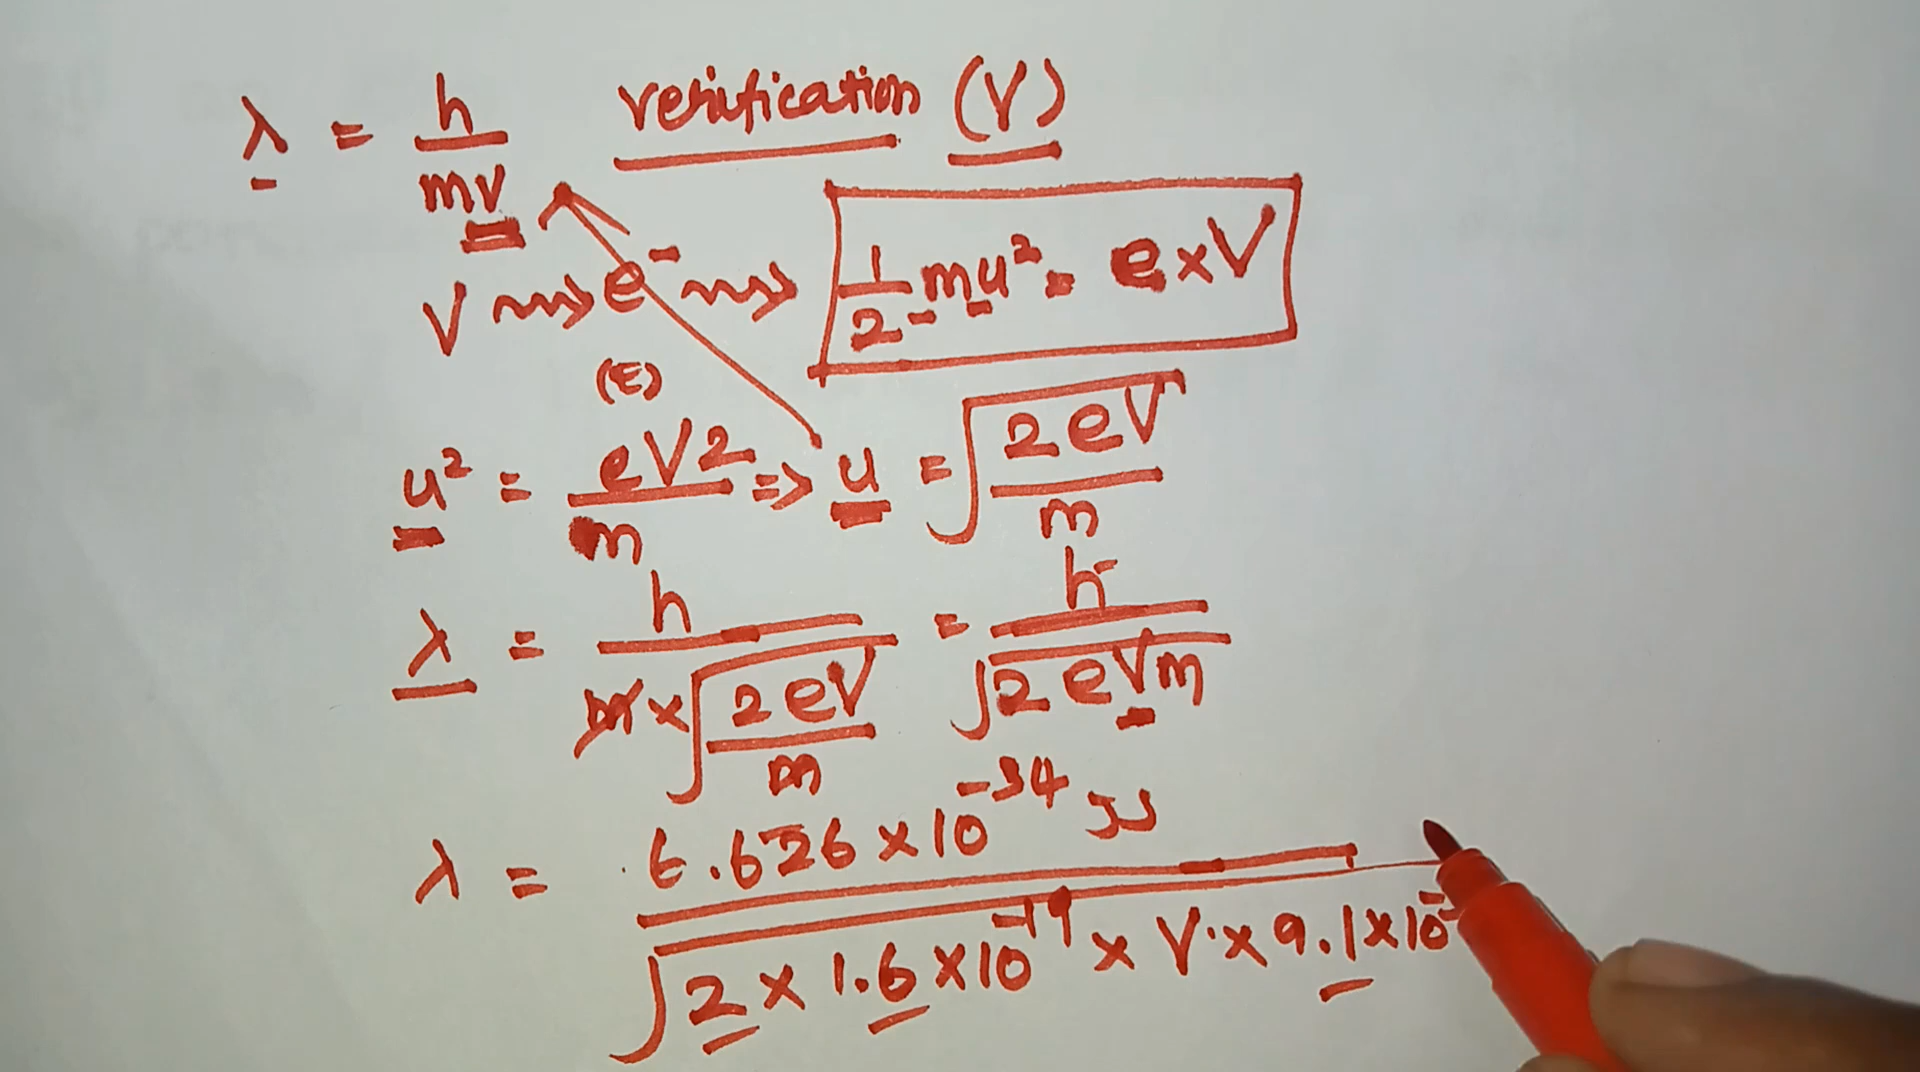 λ = h/mV verification (V)
V ⇝ e⁻ ⇝ 1/2 mu² = e×V
(E)
u² = eV2/m ⇒ u = √(2eV/m)
λ = h/(m×√(2eV/m)) = h/√(2eVm)
λ = 6.626×10⁻³⁴ Js/√(2×1.6×10⁻¹⁹×V×9.1×10⁻